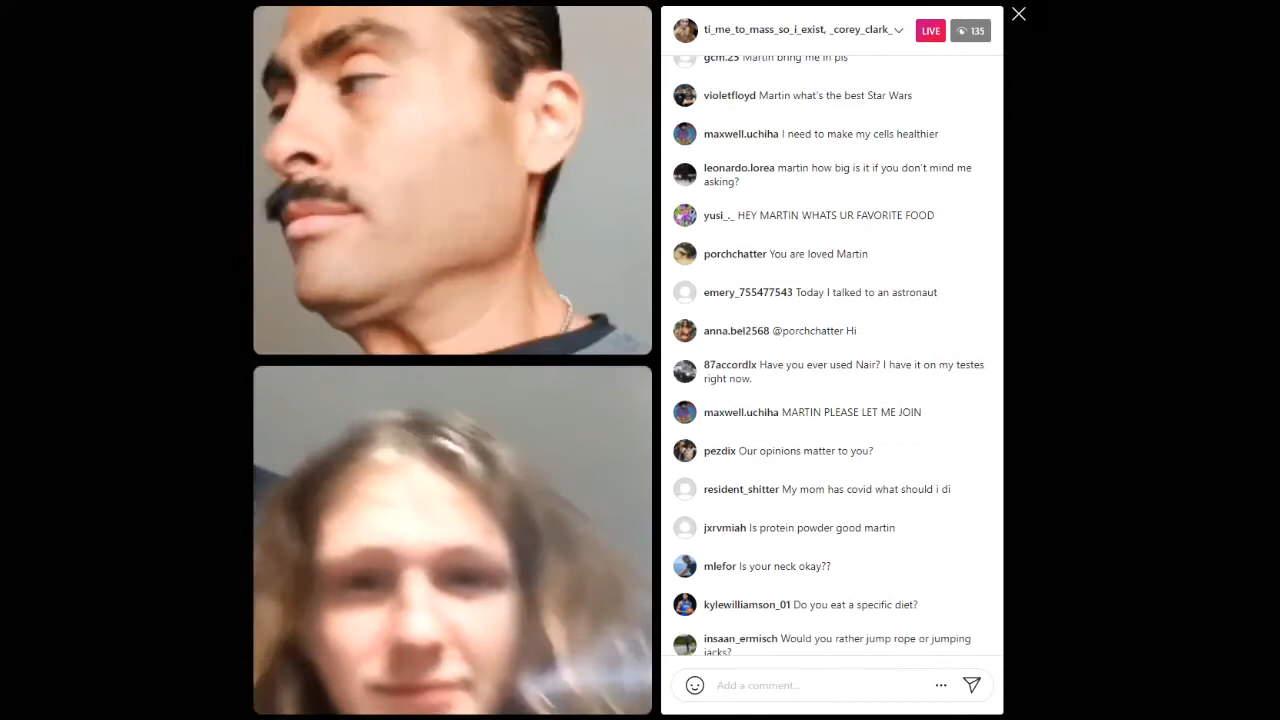 ti_me_to_mass_so_i_exist, _corey_clark_
LIVE
135
gcm.25 Martin bring me in pls
violetfloyd Martin what's the best Star Wars
maxwell.uchiha I need to make my cells healthier
leonardo.lorea martin how big is it if you don't mind me
asking?
yusi_._ HEY MARTIN WHATS UR FAVORITE FOOD
porchchatter You are loved Martin
emery_755477543 Today I talked to an astronaut
anna.bel2568 @porchchatter Hi
87accordlx Have you ever used Nair? I have it on my testes
right now.
maxwell.uchiha MARTIN PLEASE LET ME JOIN
pezdix Our opinions matter to you?
resident_shitter My mom has covid what should i di
jxrvmiah Is protein powder good martin
mlefor Is your neck okay??
kylewilliamson_01 Do you eat a specific diet?
insaan_ermisch Would you rather jump rope or jumping
jacks?
Add a comment...